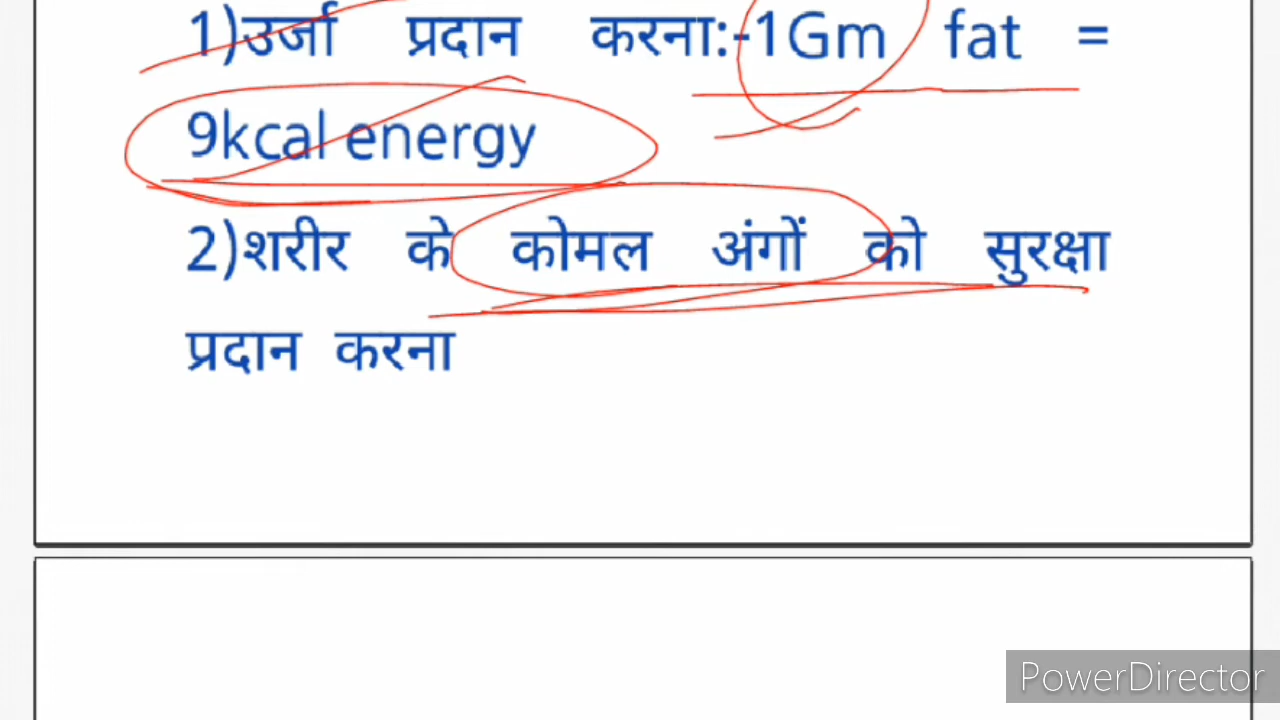 1)उर्जा प्रदान करना:-1Gm fat =
9kcal energy
2)शरीर के कोमल अंगों को सुरक्षा
प्रदान करना
PowerDirector